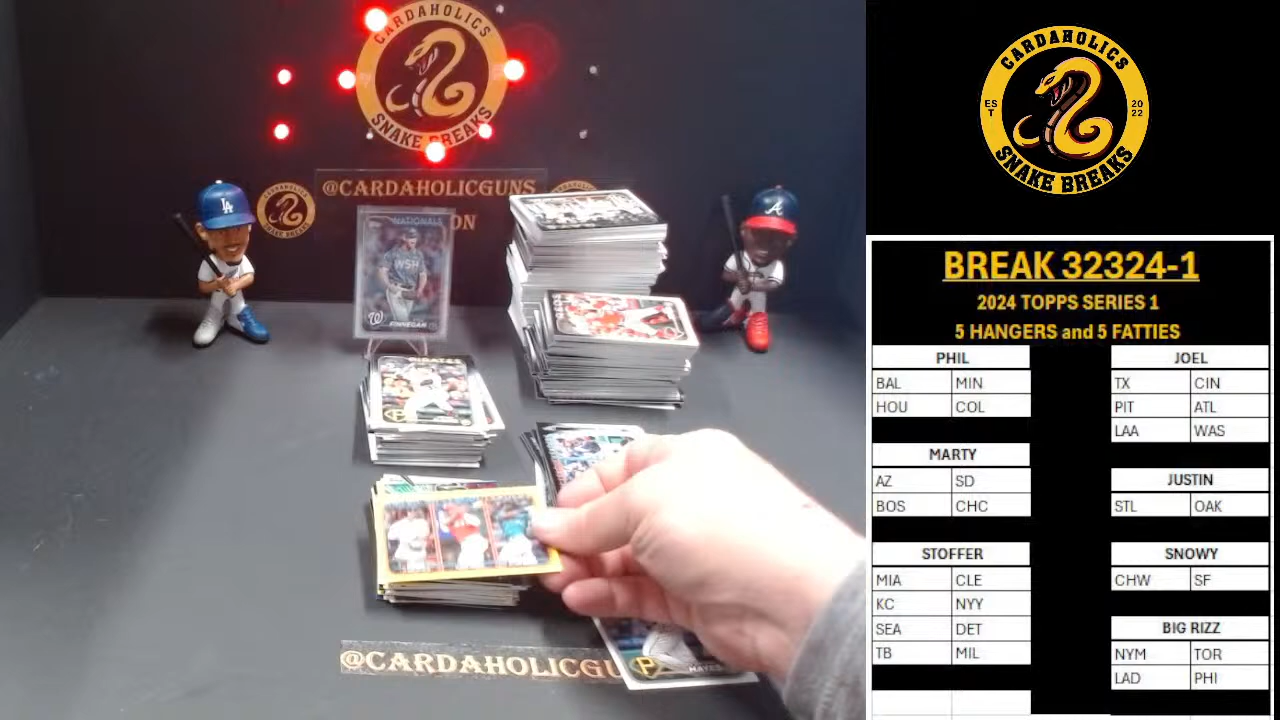 CARDAHOLICS
SNAKE BREAKS
@CARDAHOLICGUNS
ON
NATIONALS
WSH
W
FINNEGAN
LA
A
PIRATES
P
HAYES
@CARDAHOLICGU
CARDAHOLICS
EST
2022
SNAKE BREAKS
BREAK 32324-1
2024 TOPPS SERIES 1
5 HANGERS and 5 FATTIES
PHIL
BAL MIN
HOU COL
MARTY
AZ SD
BOS CHC
STOFFER
MIA CLE
KC NYY
SEA DET
TB MIL
JOEL
TX CIN
PIT ATL
LAA WAS
JUSTIN
STL OAK
SNOWY
CHW SF
BIG RIZZ
NYM TOR
LAD PHI